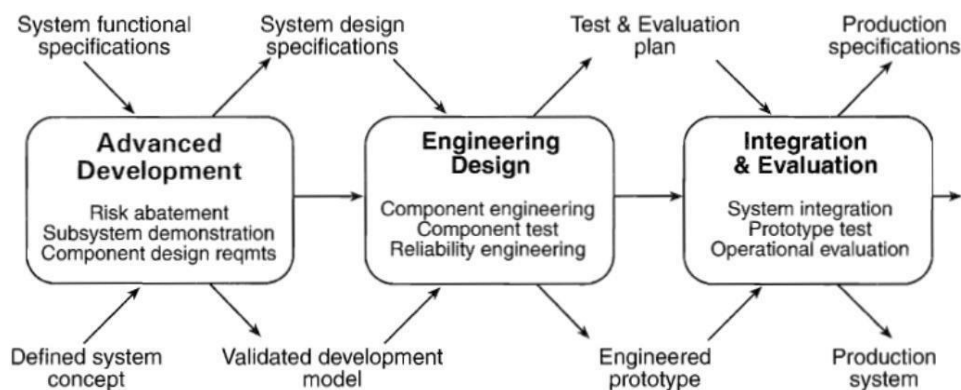 System functional
specifications
System design
specifications
Test & Evaluation
plan
Production
specifications
Advanced
Development
Risk abatement
Subsystem demonstration
Component design reqmts
Engineering
Design
Component engineering
Component test
Reliability engineering
Integration
& Evaluation
System integration
Prototype test
Operational evaluation
Defined system
concept
Validated development
model
Engineered
prototype
Production
system